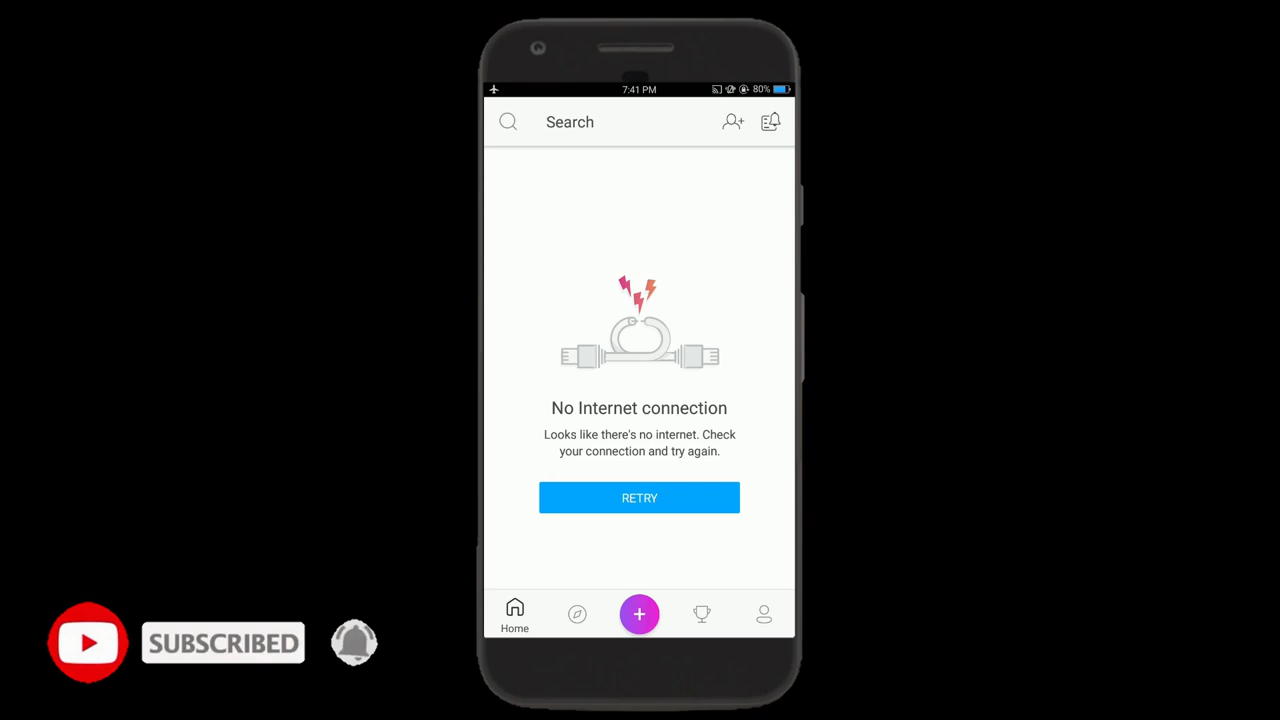 7:41 PM
80%
Search
No Internet connection
Looks like there's no internet. Check
your connection and try again.
RETRY
Home
SUBSCRIBED